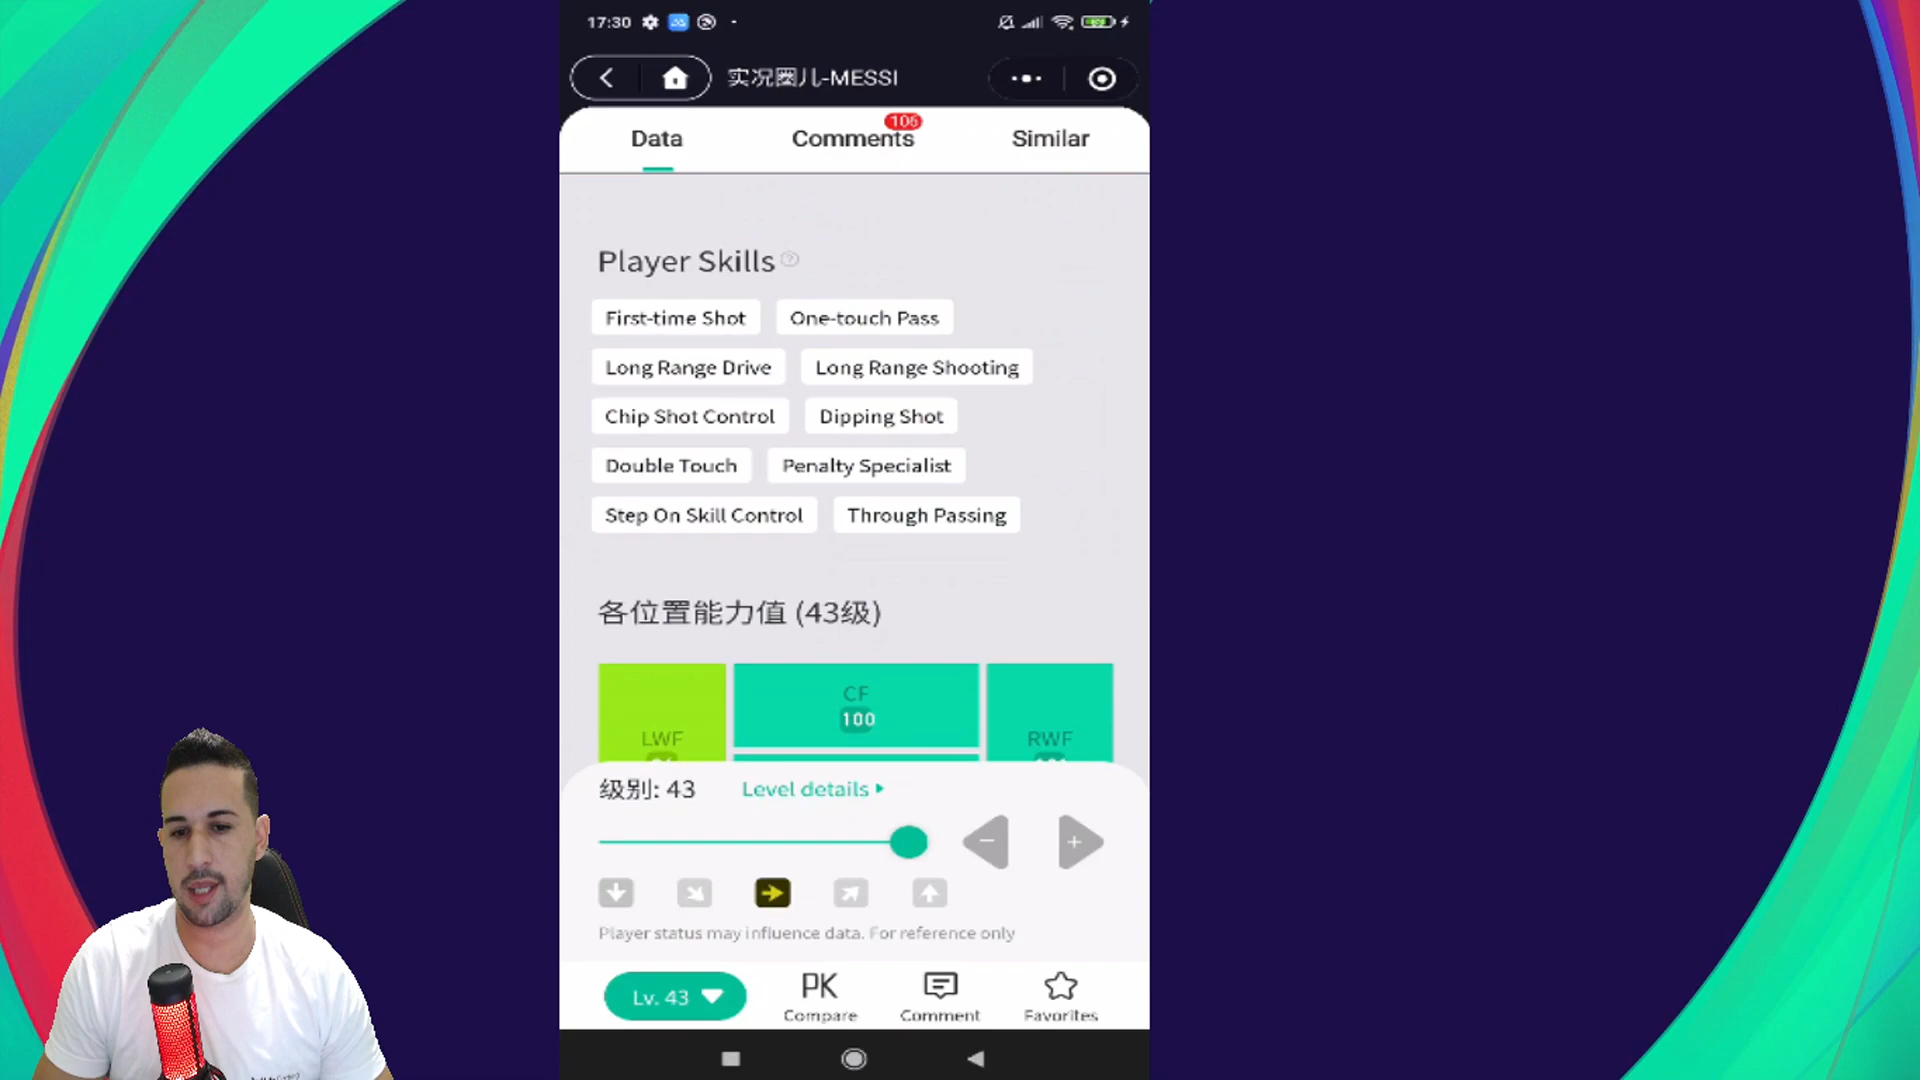 17:30
实况圈儿-MESSI
Data
Comments
106
Similar
Player Skills
First-time Shot
One-touch Pass
Long Range Drive
Long Range Shooting
Chip Shot Control
Dipping Shot
Double Touch
Penalty Specialist
Step On Skill Control
Through Passing
各位置能力值 (43级)
CF
100
LWF
RWF
级别: 43
Level details
Player status may influence data. For reference only
Lv. 43
PK
Compare
Comment
Favorites